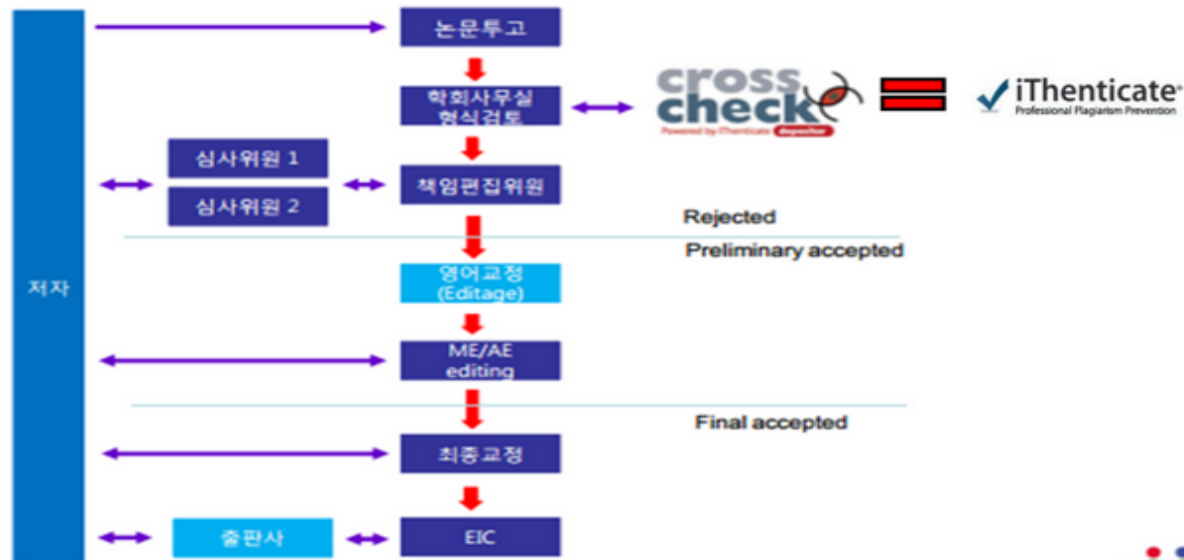 논문투고
학회사무실
형식검토
cross
check
Powered by iThenticate depositor
iThenticate®
Professional Plagiarism Prevention
심사위원 1
심사위원 2
책임편집위원
Rejected
Preliminary accepted
저자
영어교정
(Editage)
ME/AE
editing
Final accepted
최종교정
출판사
EIC